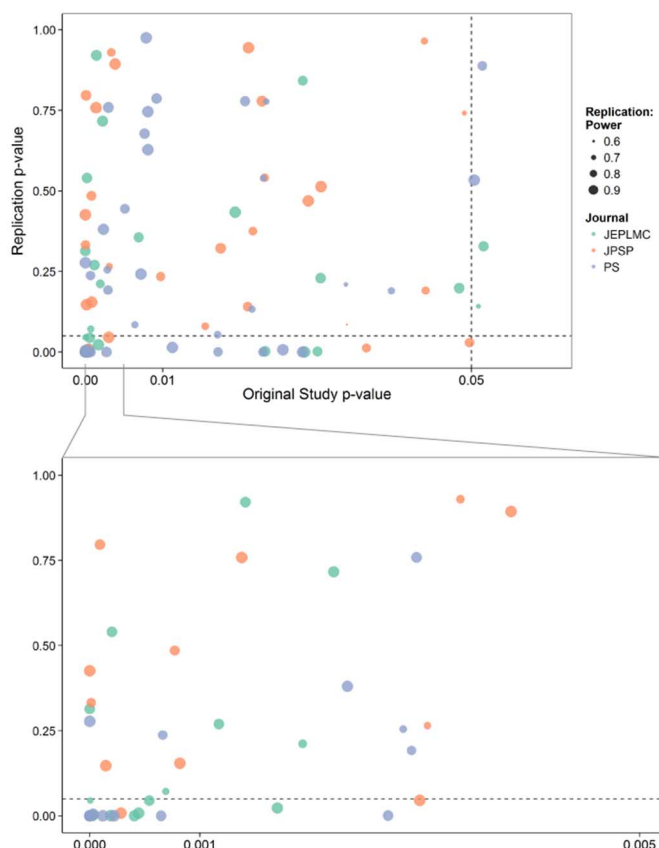 1.00
0.75
0.50
0.25
0.00
Replication p-value
0.00
0.01
0.05
Original Study p-value
Replication:
Power
0.6
0.7
0.8
0.9
Journal
JEPLMC
JPSP
PS
1.00
0.75
0.50
0.25
0.00
0.000
0.001
0.005